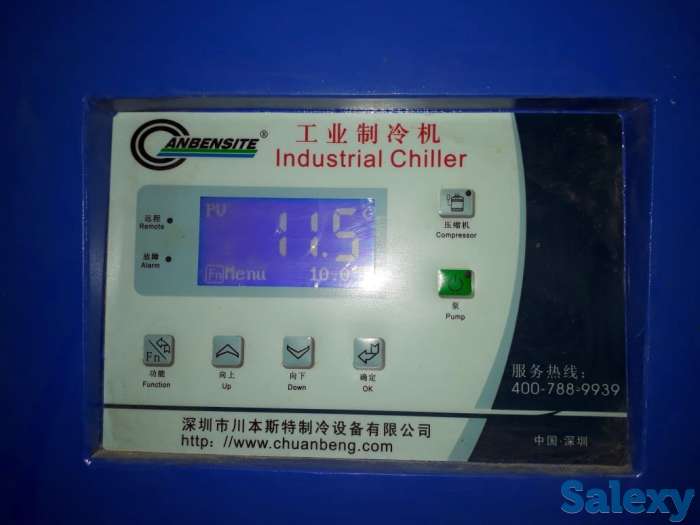 CANBENSITE®
工业制冷机
Industrial Chiller
远程
Remote
故障
Alarm
PV 11.5 C
Fn Menu 10.0
压缩机
Compressor
泵
Pump
Fn
功能
Function
向上
Up
向下
Down
确定
OK
服务热线：
400-788-9939
深圳市川本斯特制冷设备有限公司
http: //www.chuanbeng.com
中国·深圳
Salexy